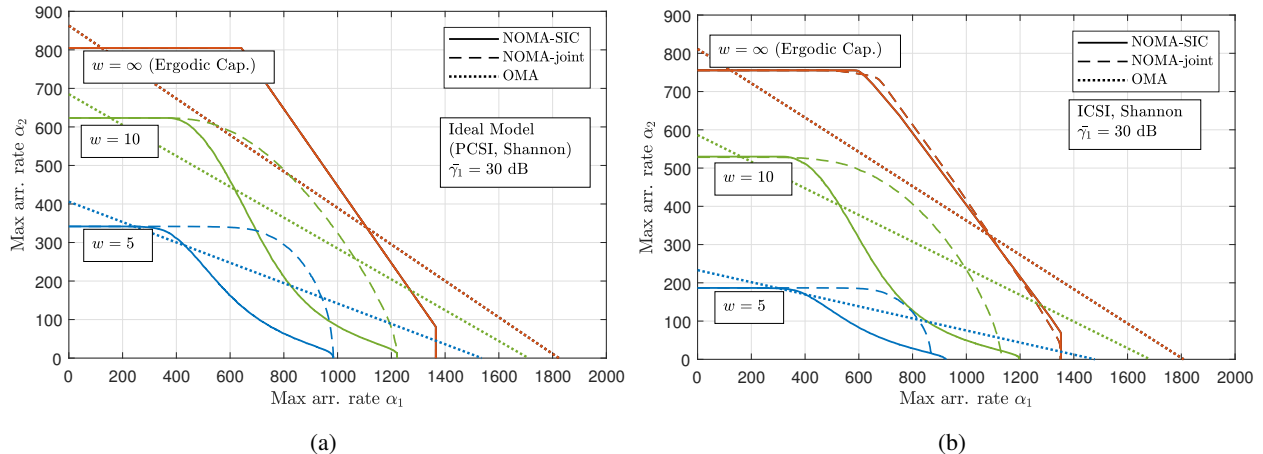 900
800
700
600
500
400
300
200
100
0
Max arr. rate α₂
0 200 400 600 800 1000 1200 1400 1600 1800 2000
Max arr. rate α₁
w = ∞ (Ergodic Cap.)
w = 10
w = 5
NOMA-SIC
NOMA-joint
OMA
Ideal Model
(PCSI, Shannon)
γ̄₁ = 30 dB
(a)
900
800
700
600
500
400
300
200
100
0
Max arr. rate α₂
0 200 400 600 800 1000 1200 1400 1600 1800 2000
Max arr. rate α₁
w = ∞ (Ergodic Cap.)
w = 10
w = 5
NOMA-SIC
NOMA-joint
OMA
ICSI, Shannon
γ̄₁ = 30 dB
(b)